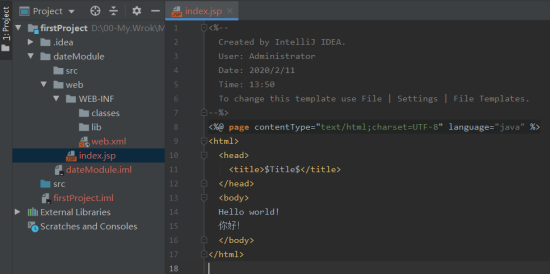 Project
1: Project
firstProject D:\00-My.Wrok\M
.idea
dateModule
src
web
WEB-INF
classes
lib
web.xml
index.jsp
dateModule.iml
src
firstProject.iml
External Libraries
Scratches and Consoles
index.jsp
1 <%--
2 Created by IntelliJ IDEA.
3 User: Administrator
4 Date: 2020/2/11
5 Time: 13:50
6 To change this template use File | Settings | File Templates.
7 --%>
8 <%@ page contentType="text/html;charset=UTF-8" language="java" %>
9 <html>
10 <head>
11 <title>$Title$</title>
12 </head>
13 <body>
14 Hello world!
15 你好!
16 </body>
17 </html>
18